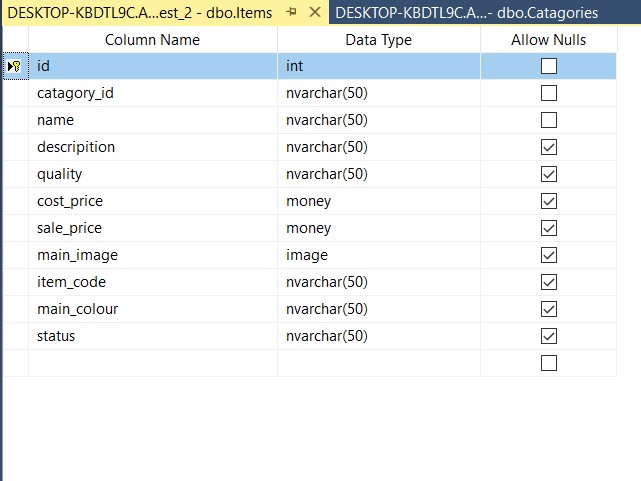 DESKTOP-KBDTL9C.A...est_2 - dbo.Items DESKTOP-KBDTL9C.A...- dbo.Catagories
Column Name Data Type Allow Nulls
id int
catagory_id nvarchar(50)
name nvarchar(50)
descripition nvarchar(50)
quality nvarchar(50)
cost_price money
sale_price money
main_image image
item_code nvarchar(50)
main_colour nvarchar(50)
status nvarchar(50)